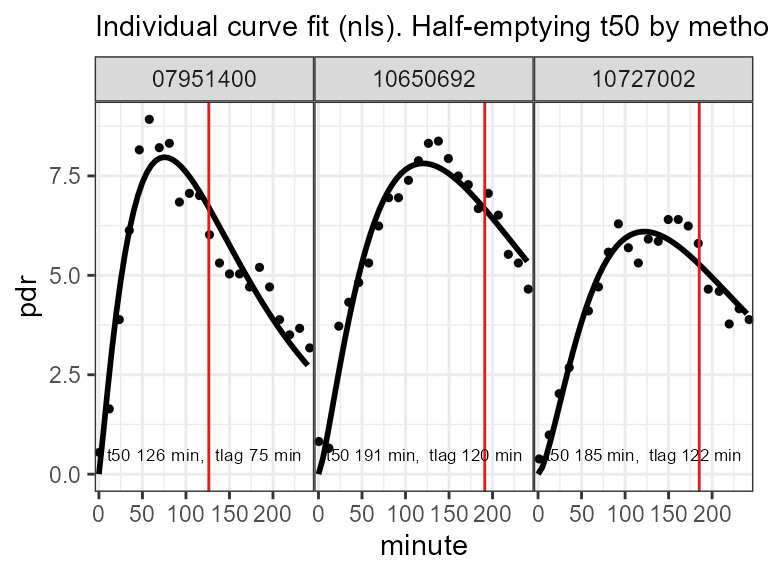 Individual curve fit (nls). Half-emptying t50 by metho
07951400 10650692 10727002
7.5
5.0
2.5
0.0
pdr
t50 126 min, tlag 75 min t50 191 min, tlag 120 min t50 185 min, tlag 122 min
0 50 100 150 200 0 50 100 150 200 0 50 100 150 200
minute